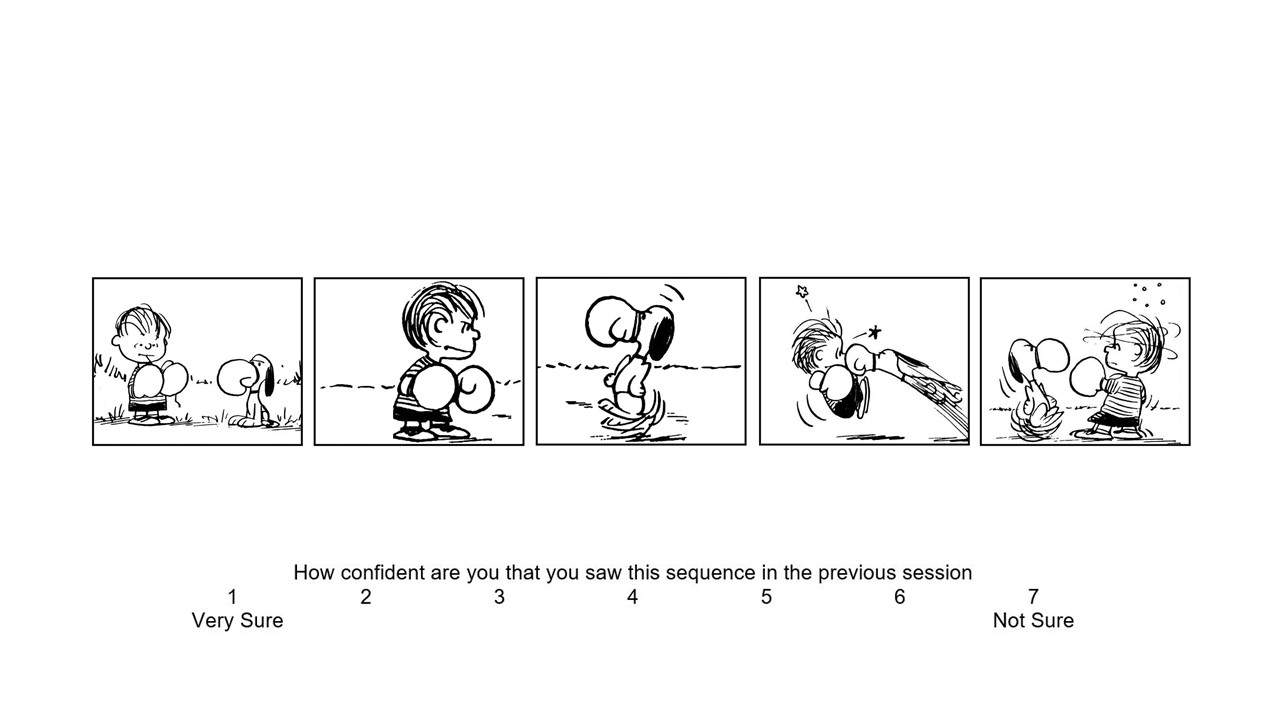 How confident are you that you saw this sequence in the previous session
1 2 3 4 5 6 7
Very Sure Not Sure